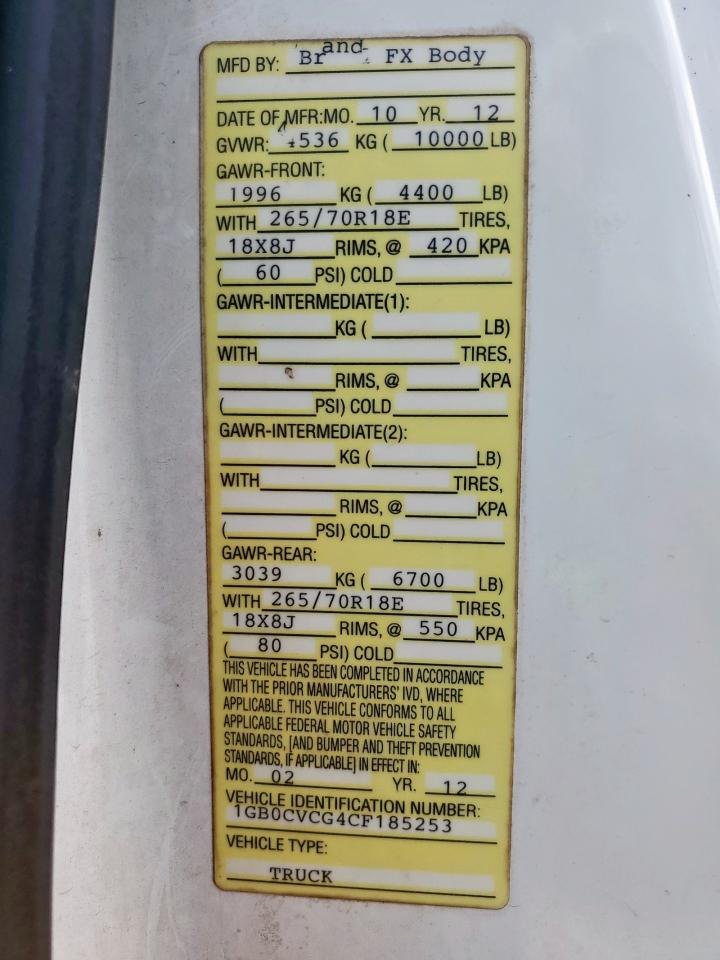 MFD BY: Brand FX Body
DATE OF MFR:MO. 10 YR. 12
GVWR: 4536 KG ( 10000 LB)
GAWR-FRONT:
1996 KG ( 4400 LB)
WITH 265/70R18E TIRES,
18X8J RIMS, @ 420 KPA
( 60 PSI) COLD
GAWR-INTERMEDIATE(1):
KG ( LB)
WITH TIRES,
RIMS, @ KPA
( PSI) COLD
GAWR-INTERMEDIATE(2):
KG ( LB)
WITH TIRES,
RIMS, @ KPA
( PSI) COLD
GAWR-REAR:
3039 KG ( 6700 LB)
WITH 265/70R18E TIRES,
18X8J RIMS, @ 550 KPA
( 80 PSI) COLD
THIS VEHICLE HAS BEEN COMPLETED IN ACCORDANCE
WITH THE PRIOR MANUFACTURERS' IVD, WHERE
APPLICABLE. THIS VEHICLE CONFORMS TO ALL
APPLICABLE FEDERAL MOTOR VEHICLE SAFETY
STANDARDS, [AND BUMPER AND THEFT PREVENTION
STANDARDS, IF APPLICABLE] IN EFFECT IN:
MO. 02 YR. 12
VEHICLE IDENTIFICATION NUMBER:
1GB0CVCG4CF185253
VEHICLE TYPE:
TRUCK